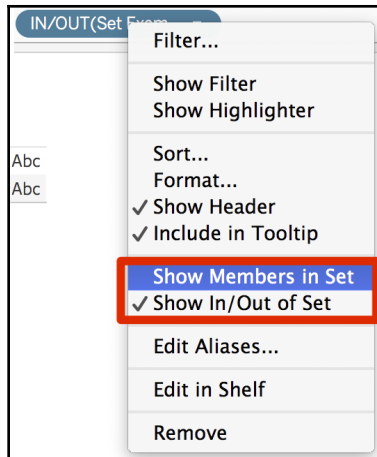 IN/OUT(Set Exam
Filter...
Show Filter
Show Highlighter
Abc
Sort...
Abc
Format...
✓ Show Header
✓ Include in Tooltip
Show Members in Set
✓ Show In/Out of Set
Edit Aliases...
Edit in Shelf
Remove